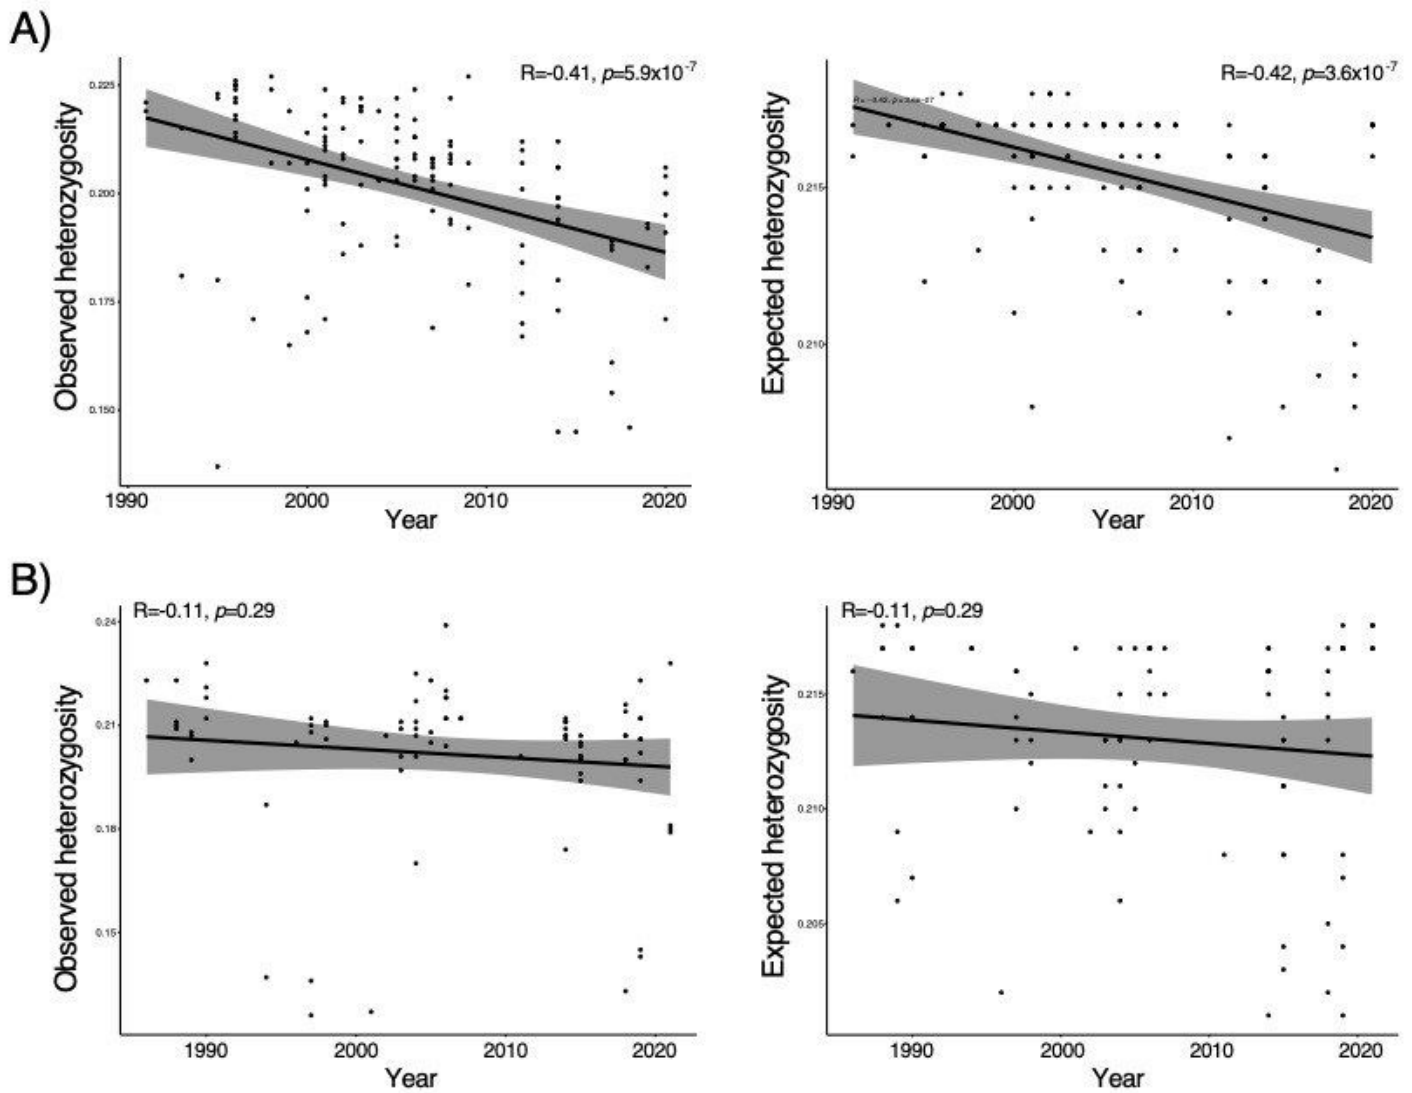 A)
R=-0.41, p=5.9x10⁻⁷
Observed heterozygosity
0.225
0.200
0.175
0.150
1990 2000 2010 2020
Year
R=-0.42, p=3.6x10⁻⁷
Expected heterozygosity
0.215
0.210
1990 2000 2010 2020
Year
B)
R=-0.11, p=0.29
Observed heterozygosity
0.24
0.21
0.18
0.15
1990 2000 2010 2020
Year
R=-0.11, p=0.29
Expected heterozygosity
0.215
0.210
0.205
1990 2000 2010 2020
Year